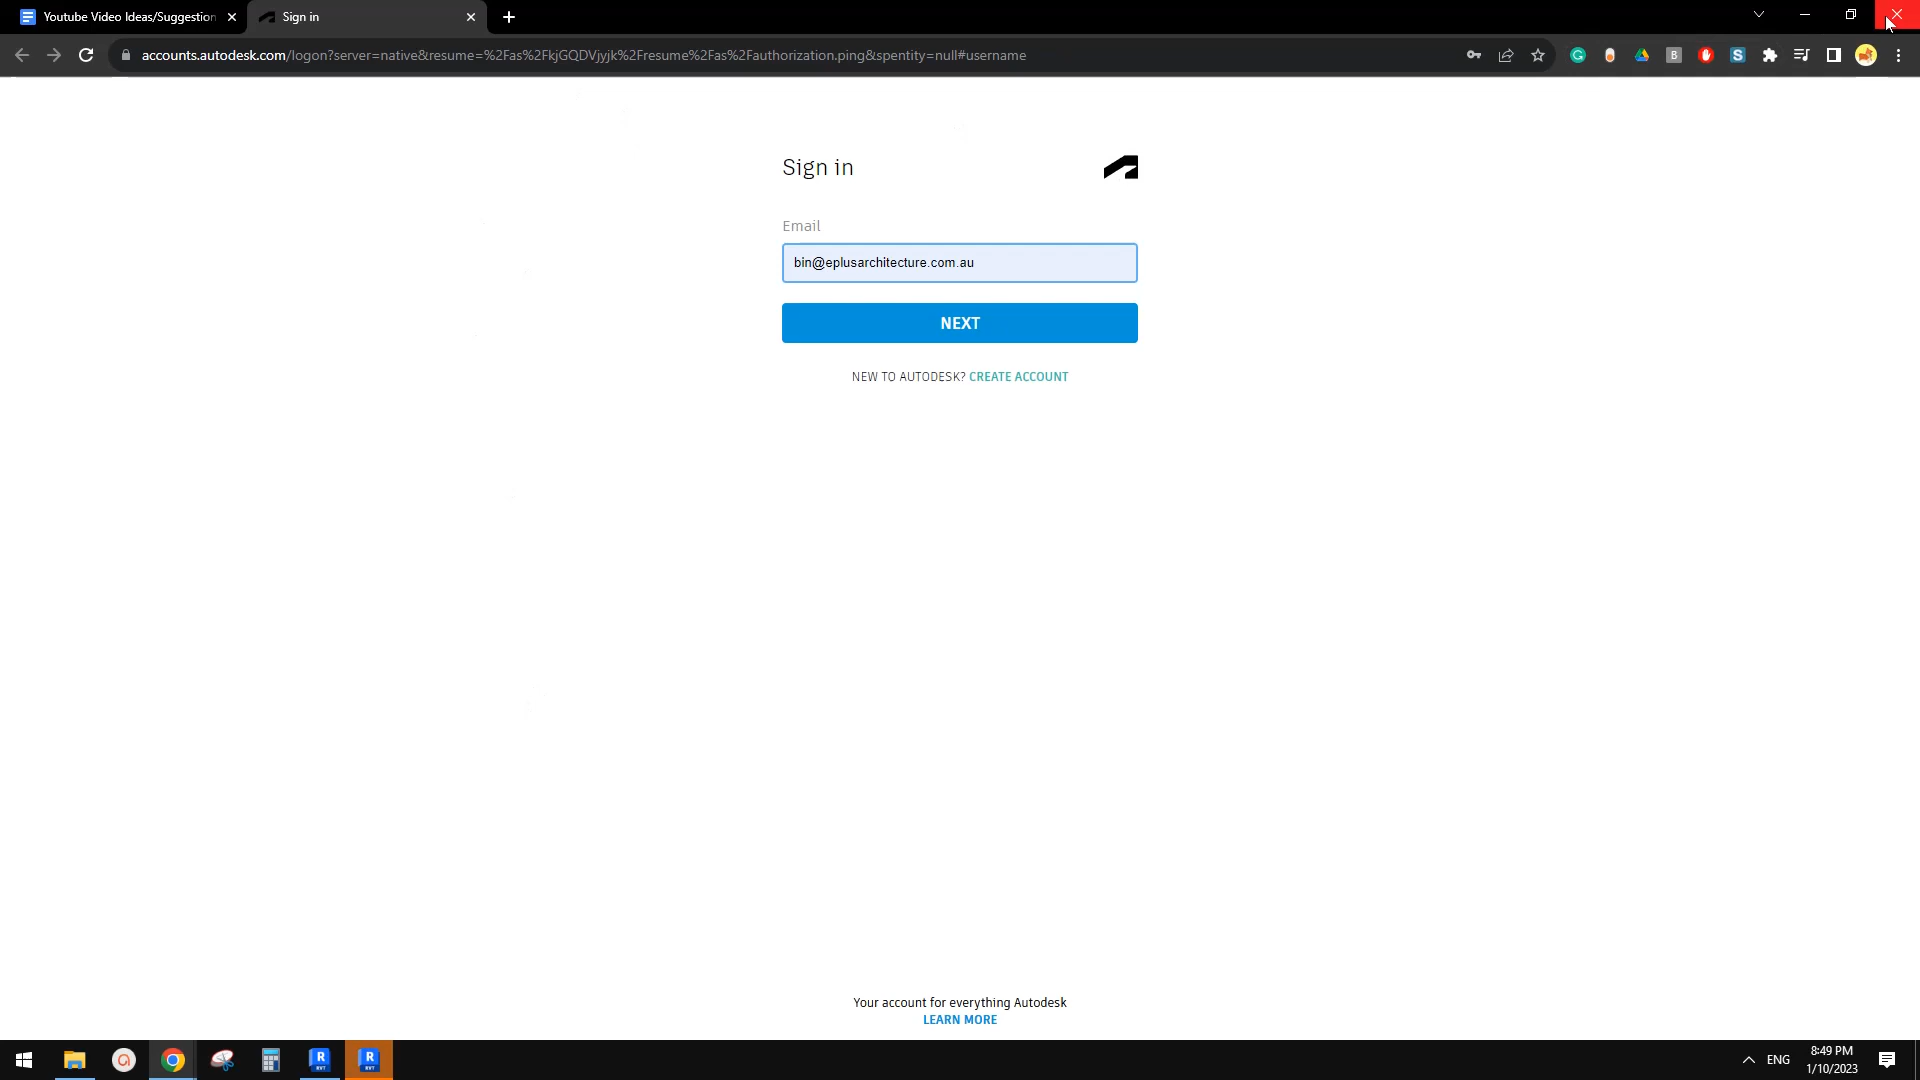 Youtube Video Ideas/Suggestion
Sign in
accounts.autodesk.com/logon?server=native&resume=%2Fas%2FkjGQDVjyjk%2Fresume%2Fas%2Fauthorization.ping&spentity=null#username
Sign in
Email
bin@eplusarchitecture.com.au
NEXT
NEW TO AUTODESK? CREATE ACCOUNT
Your account for everything Autodesk
LEARN MORE
ENG
8:49 PM
1/10/2023